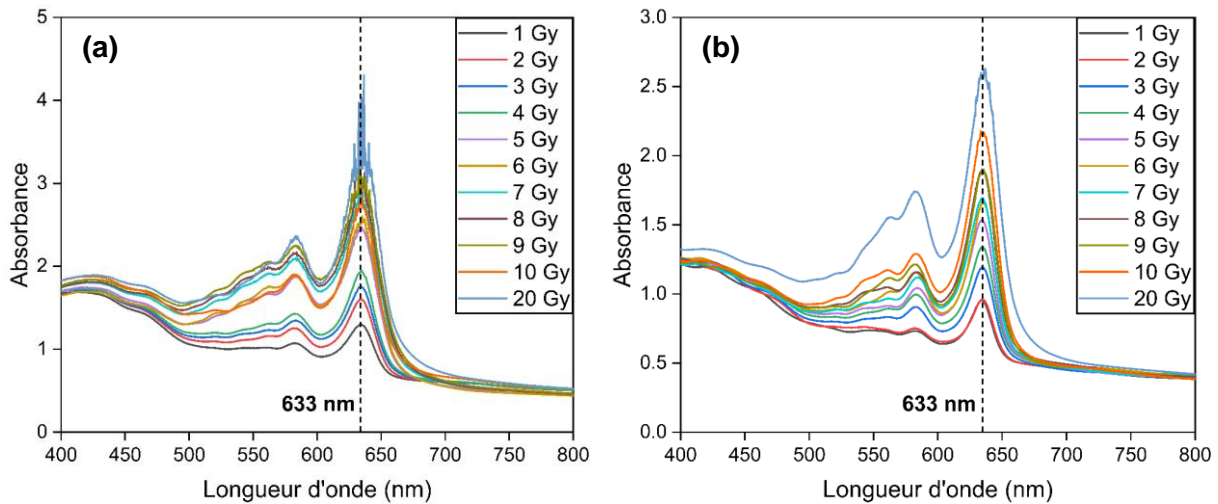 (a)
Absorbance
5
4
3
2
1
0
400 450 500 550 600 650 700 750 800
Longueur d'onde (nm)
633 nm
1 Gy
2 Gy
3 Gy
4 Gy
5 Gy
6 Gy
7 Gy
8 Gy
9 Gy
10 Gy
20 Gy
(b)
Absorbance
3.0
2.5
2.0
1.5
1.0
0.5
0.0
400 450 500 550 600 650 700 750 800
Longueur d'onde (nm)
633 nm
1 Gy
2 Gy
3 Gy
4 Gy
5 Gy
6 Gy
7 Gy
8 Gy
9 Gy
10 Gy
20 Gy